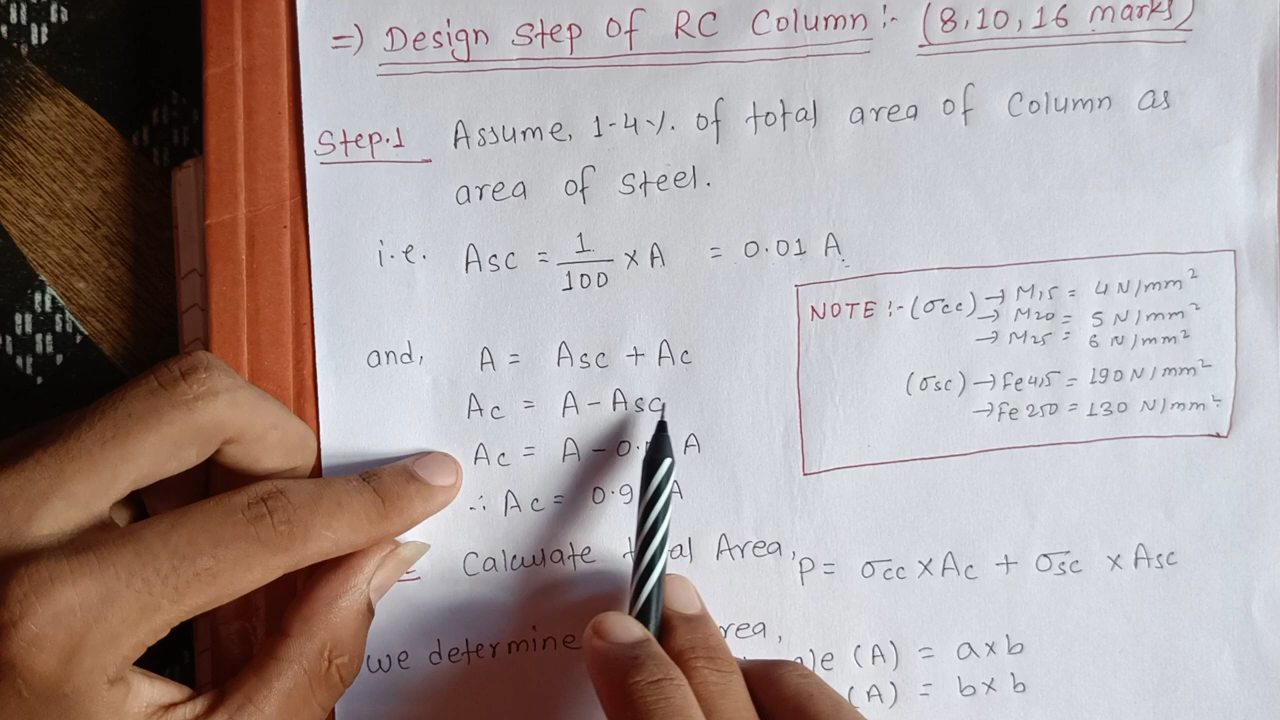 =) Design Step Of RC Column :- (8,10,16 marks)
Step.1 Assume, 1-4%. of total area of Column as
area of Steel.
i.e. Asc = 1/100 x A = 0.01 A
and, A = Asc + Ac
Ac = A - Asc
Ac = A - 0. A
∴ Ac = 0.9 A
NOTE :- (σcc) → M15 = 4 N/mm²
→ M20 = 5 N/mm²
→ M25 = 6 N/mm²
(σsc) → Fe415 = 190 N/mm²
→ Fe250 = 130 N/mm²
Calculate Area, P = σcc x Ac + σsc x Asc
we determine
(A) = a x b
(A) = b x b